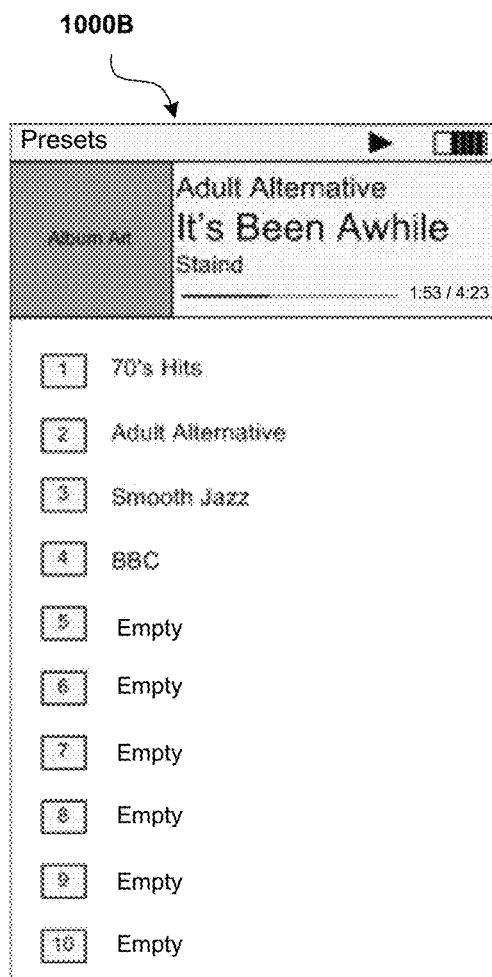 1000B
Presets
Album Art
Adult Alternative
It's Been Awhile
Staind
1:53 / 4:23
1 70's Hits
2 Adult Alternative
3 Smooth Jazz
4 BBC
5 Empty
6 Empty
7 Empty
8 Empty
9 Empty
10 Empty